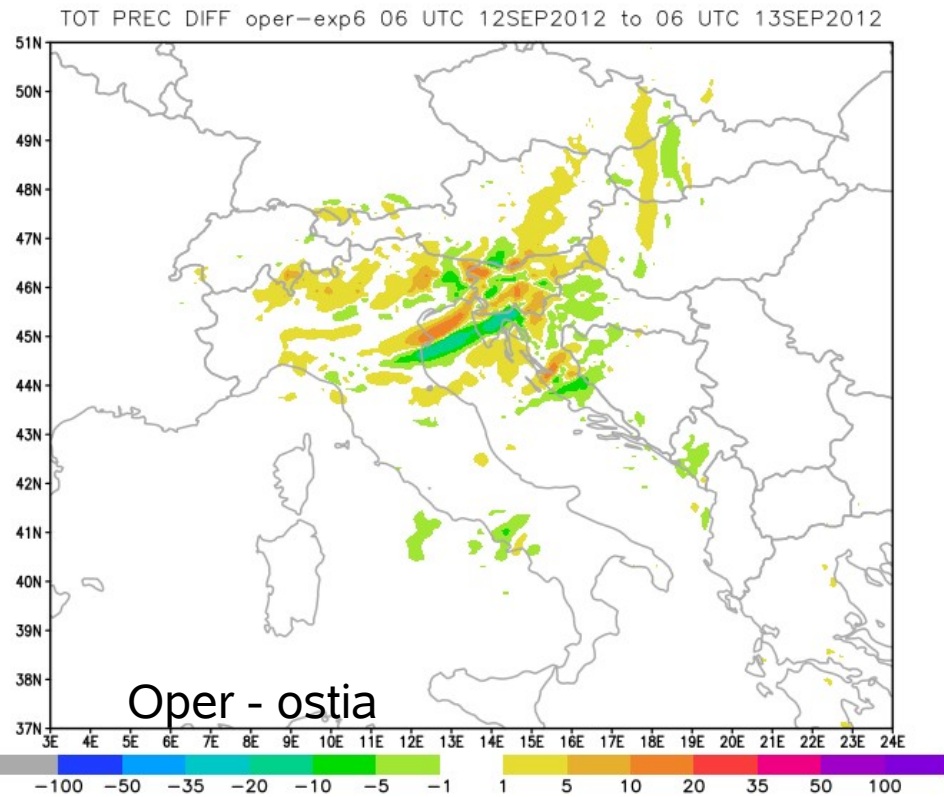 TOT PREC DIFF oper-exp6 06 UTC 12SEP2012 to 06 UTC 13SEP2012
51N
50N
49N
48N
47N
46N
45N
44N
43N
42N
41N
40N
39N
38N
37N
Oper - ostia
3E 4E 5E 6E 7E 8E 9E 10E 11E 12E 13E 14E 15E 16E 17E 18E 19E 20E 21E 22E 23E 24E
-100 -50 -35 -20 -10 -5 -1 1 5 10 20 35 50 100